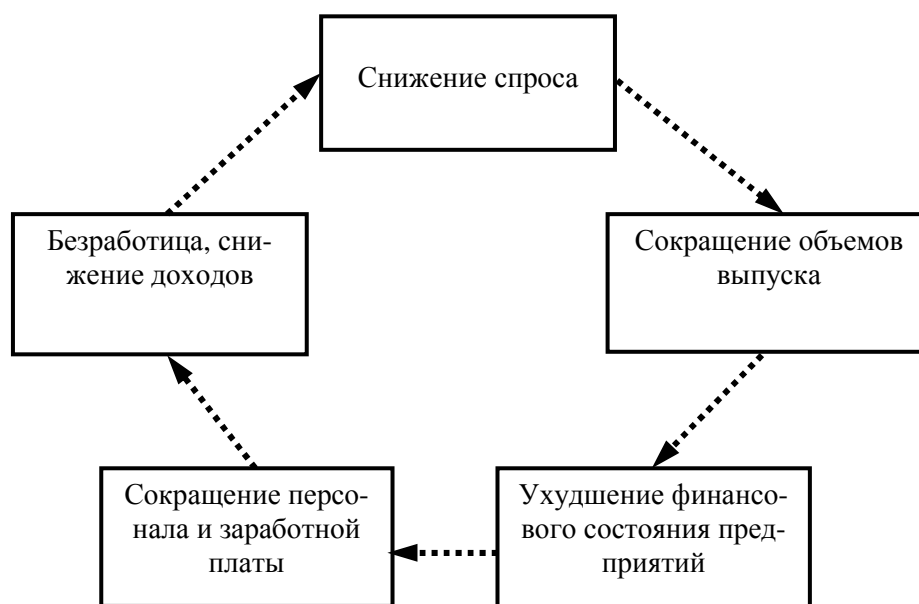 Снижение спроса
Безработица, сни-
жение доходов
Сокращение объемов
выпуска
Сокращение персо-
нала и заработной
платы
Ухудшение финансо-
вого состояния пред-
приятий